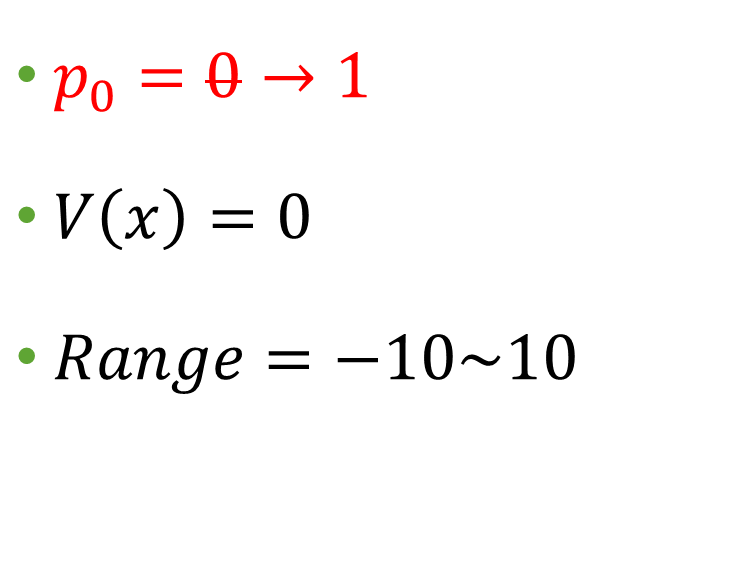 • p₀ = 0̶ → 1
• V(x) = 0
• Range = −10~10